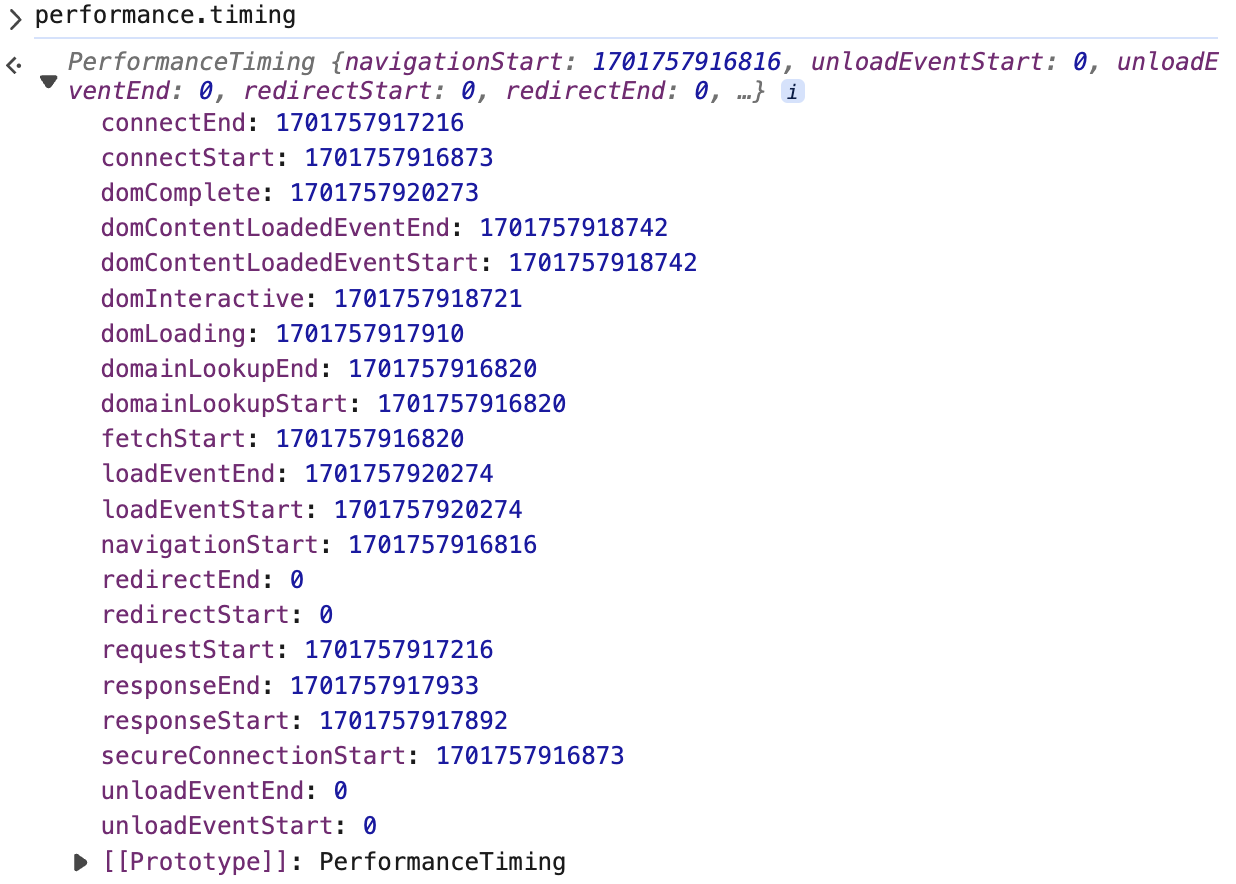 performance.timing
PerformanceTiming {navigationStart: 1701757916816, unloadEventStart: 0, unloadE
ventEnd: 0, redirectStart: 0, redirectEnd: 0, …} i
connectEnd: 1701757917216
connectStart: 1701757916873
domComplete: 1701757920273
domContentLoadedEventEnd: 1701757918742
domContentLoadedEventStart: 1701757918742
domInteractive: 1701757918721
domLoading: 1701757917910
domainLookupEnd: 1701757916820
domainLookupStart: 1701757916820
fetchStart: 1701757916820
loadEventEnd: 1701757920274
loadEventStart: 1701757920274
navigationStart: 1701757916816
redirectEnd: 0
redirectStart: 0
requestStart: 1701757917216
responseEnd: 1701757917933
responseStart: 1701757917892
secureConnectionStart: 1701757916873
unloadEventEnd: 0
unloadEventStart: 0
[[Prototype]]: PerformanceTiming